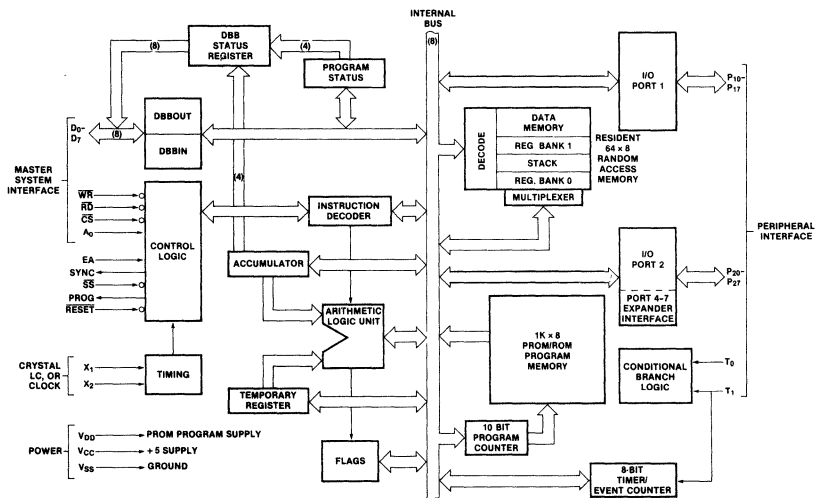 INTERNAL
BUS
(8)
DBB
STATUS
REGISTER
(8)
(4)
PROGRAM
STATUS
I/O
PORT 1
P10-
P17
D0-
D7
(8)
DBBOUT
DBBIN
DECODE
DATA
MEMORY
REG BANK 1
STACK
REG. BANK 0
MULTIPLEXER
RESIDENT
64 × 8
RANDOM
ACCESS
MEMORY
MASTER
SYSTEM
INTERFACE
(4)
WR
RD
CS
A0
EA
SYNC
SS
PROG
RESET
CONTROL
LOGIC
INSTRUCTION
DECODER
ACCUMULATOR
ARITHMETIC
LOGIC UNIT
PERIPHERAL
INTERFACE
I/O
PORT 2
PORT 4-7
EXPANDER
INTERFACE
P20-
P27
1K × 8
PROM/ROM
PROGRAM
MEMORY
CRYSTAL
LC, OR
CLOCK
X1
X2
TIMING
TEMPORARY
REGISTER
CONDITIONAL
BRANCH
LOGIC
T0
T1
10 BIT
PROGRAM
COUNTER
POWER
VDD
PROM PROGRAM SUPPLY
VCC
+ 5 SUPPLY
VSS
GROUND
FLAGS
8-BIT
TIMER/
EVENT COUNTER